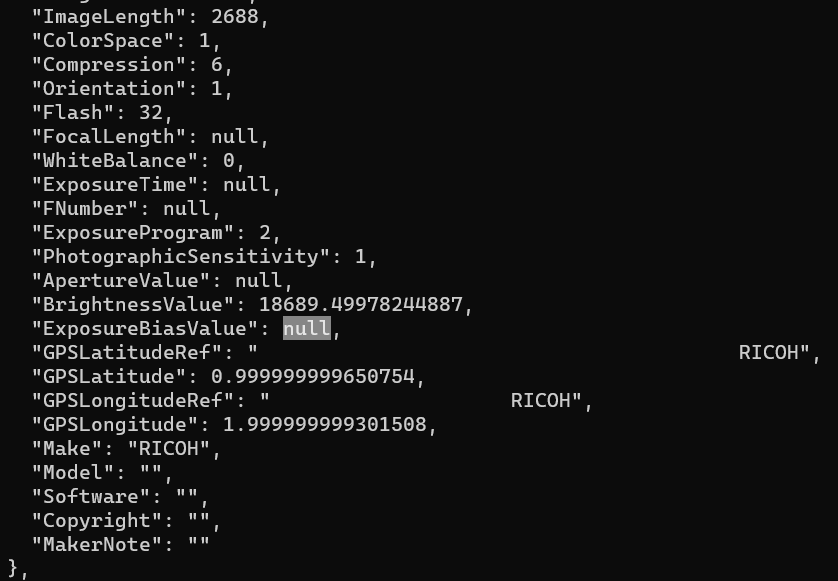 "ImageLength": 2688,
"ColorSpace": 1,
"Compression": 6,
"Orientation": 1,
"Flash": 32,
"FocalLength": null,
"WhiteBalance": 0,
"ExposureTime": null,
"FNumber": null,
"ExposureProgram": 2,
"PhotographicSensitivity": 1,
"ApertureValue": null,
"BrightnessValue": 18689.49978244887,
"ExposureBiasValue": null,
"GPSLatitudeRef": "                                        RICOH",
"GPSLatitude": 0.999999999650754,
"GPSLongitudeRef": "                    RICOH",
"GPSLongitude": 1.999999999301508,
"Make": "RICOH",
"Model": "",
"Software": "",
"Copyright": "",
"MakerNote": ""
},